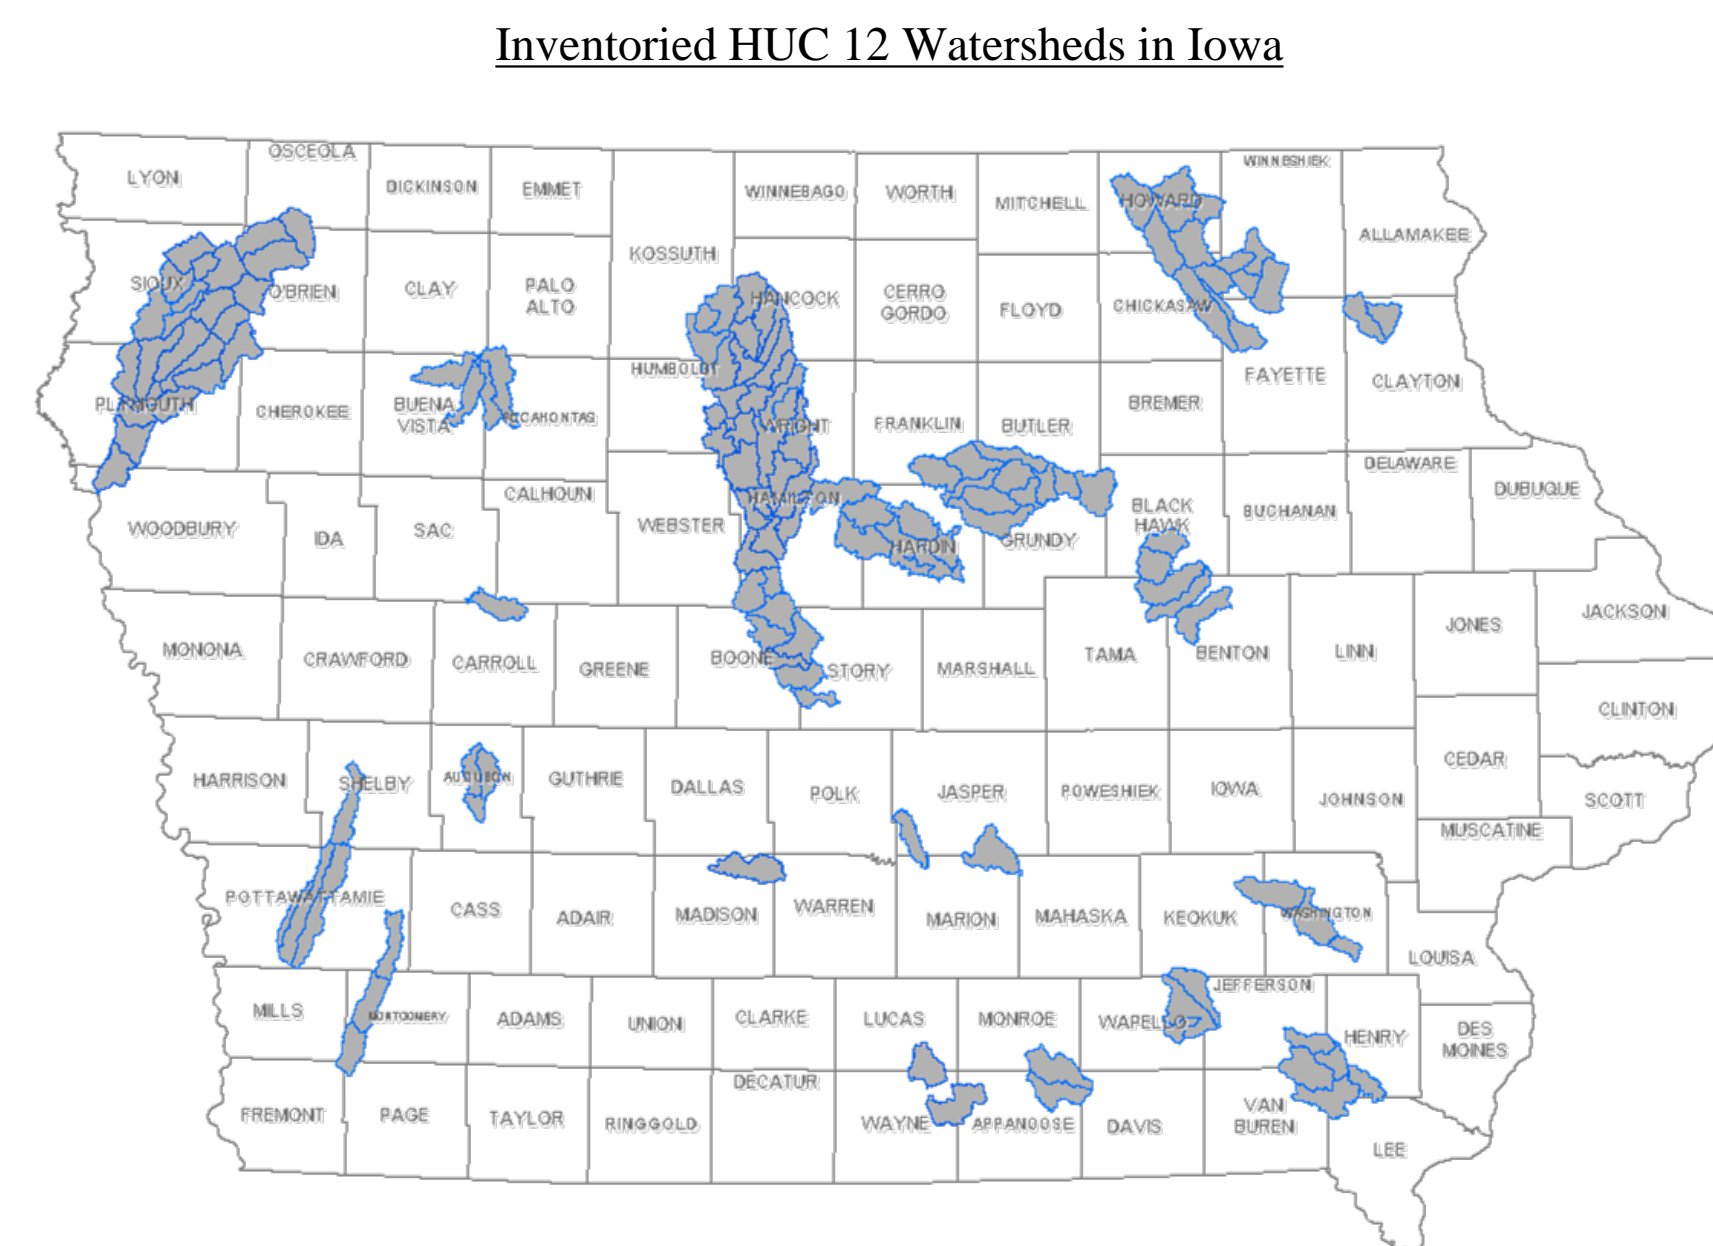 Inventoried HUC 12 Watersheds in Iowa
LYON
OSCEOLA
DICKINSON
EMMET
WINNEBAGO
WORTH
MITCHELL
HOWARD
WINNESHIEK
ALLAMAKEE
SIOUX
O'BRIEN
CLAY
PALO
ALTO
KOSSUTH
HANCOCK
CERRO
GORDO
FLOYD
CHICKASAW
PLYMOUTH
CHEROKEE
BUENA
VISTA
POCAHONTAS
HUMBOLDT
WRIGHT
FRANKLIN
BUTLER
BREMER
FAYETTE
CLAYTON
WOODBURY
IDA
SAC
CALHOUN
WEBSTER
HAMILTON
HARDIN
GRUNDY
BLACK
HAWK
BUCHANAN
DELAWARE
DUBUQUE
MONONA
CRAWFORD
CARROLL
GREENE
BOONE
STORY
MARSHALL
TAMA
BENTON
LINN
JONES
JACKSON
CLINTON
HARRISON
SHELBY
AUDUBON
GUTHRIE
DALLAS
POLK
JASPER
POWESHIEK
IOWA
JOHNSON
CEDAR
SCOTT
MUSCATINE
POTTAWATTAMIE
CASS
ADAIR
MADISON
WARREN
MARION
MAHASKA
KEOKUK
WASHINGTON
LOUISA
MILLS
MONTGOMERY
ADAMS
UNION
CLARKE
LUCAS
MONROE
WAPELLO
JEFFERSON
HENRY
DES
MOINES
FREMONT
PAGE
TAYLOR
RINGGOLD
DECATUR
WAYNE
APPANOOSE
DAVIS
VAN
BUREN
LEE